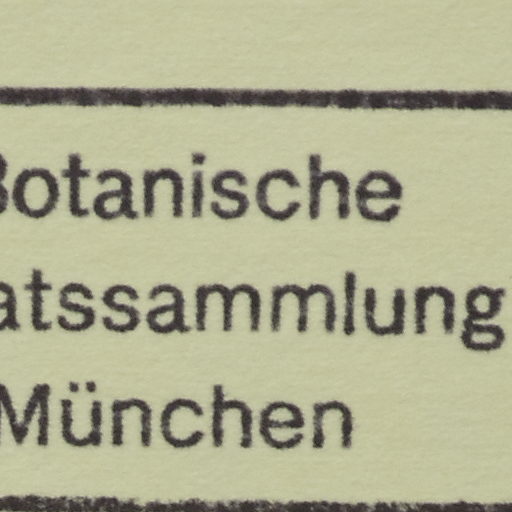 Botanische
atssammlung
München